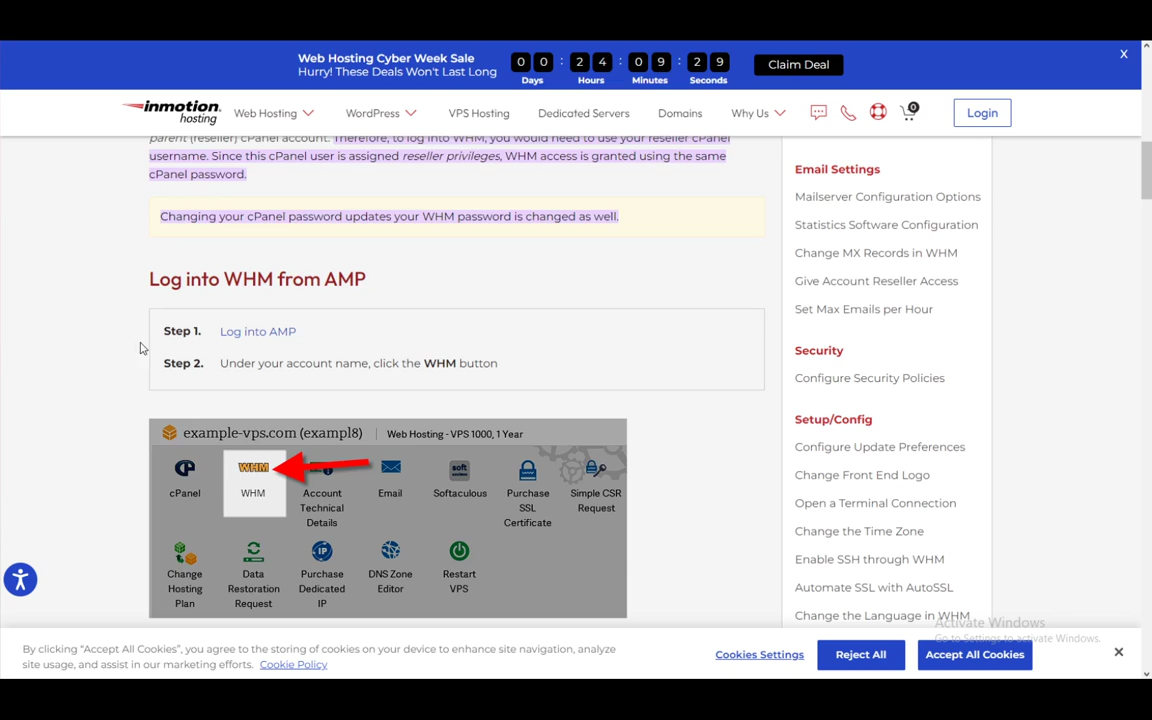 Web Hosting Cyber Week Sale
Hurry! These Deals Won't Last Long
0 0 : 2 4 : 0 9 : 2 9
Days Hours Minutes Seconds
Claim Deal
X
inmotion hosting
Web Hosting
WordPress
VPS Hosting
Dedicated Servers
Domains
Why Us
0
Login
parent (reseller) cPanel account. Therefore, to log into WHM, you would need to use your reseller cPanel
username. Since this cPanel user is assigned reseller privileges, WHM access is granted using the same
cPanel password.
Changing your cPanel password updates your WHM password is changed as well.
Log into WHM from AMP
Step 1. Log into AMP
Step 2. Under your account name, click the WHM button
example-vps.com (exampl8) | Web Hosting - VPS 1000, 1 Year
cPanel
WHM
WHM
Account
Technical
Details
Email
soft
Softaculous
Purchase
SSL
Certificate
Simple CSR
Request
Change
Hosting
Plan
Data
Restoration
Request
IP
Purchase
Dedicated
IP
DNS Zone
Editor
Restart
VPS
Email Settings
Mailserver Configuration Options
Statistics Software Configuration
Change MX Records in WHM
Give Account Reseller Access
Set Max Emails per Hour
Security
Configure Security Policies
Setup/Config
Configure Update Preferences
Change Front End Logo
Open a Terminal Connection
Change the Time Zone
Enable SSH through WHM
Automate SSL with AutoSSL
Change the Language in WHM
Activate Windows
Go to Settings to activate Windows.
By clicking “Accept All Cookies”, you agree to the storing of cookies on your device to enhance site navigation, analyze
site usage, and assist in our marketing efforts. Cookie Policy
Cookies Settings
Reject All
Accept All Cookies